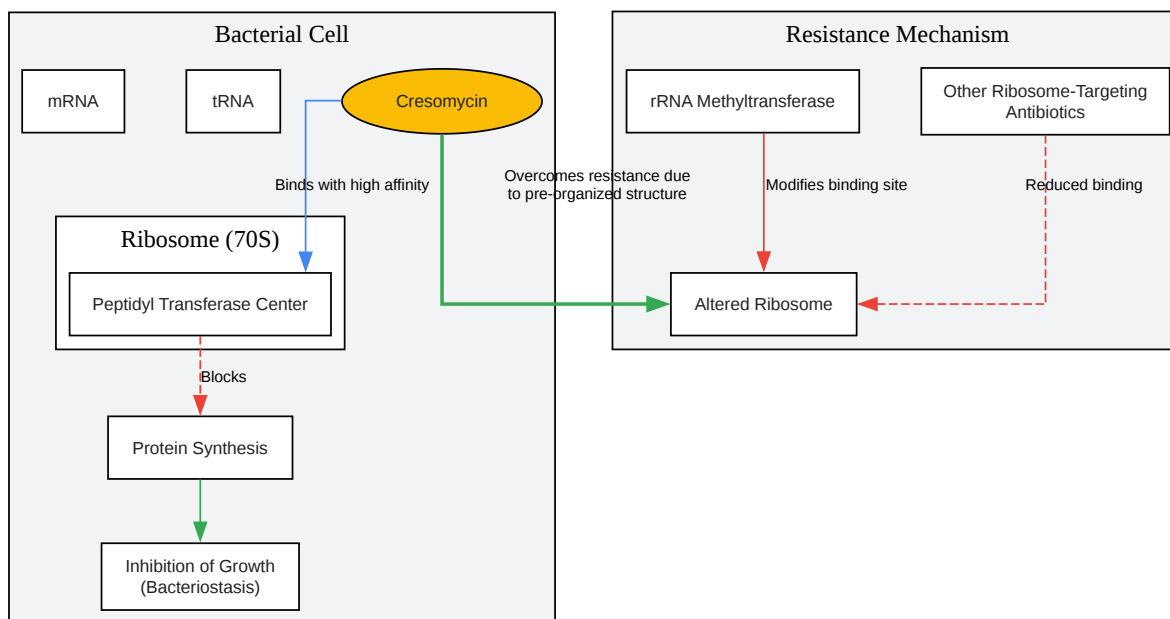 Bacterial Cell
mRNA
tRNA
Cresomycin
Binds with high affinity
Overcomes resistance due
to pre-organized structure
Ribosome (70S)
Peptidyl Transferase Center
Blocks
Protein Synthesis
Inhibition of Growth
(Bacteriostasis)
Resistance Mechanism
rRNA Methyltransferase
Other Ribosome-Targeting
Antibiotics
Modifies binding site
Reduced binding
Altered Ribosome